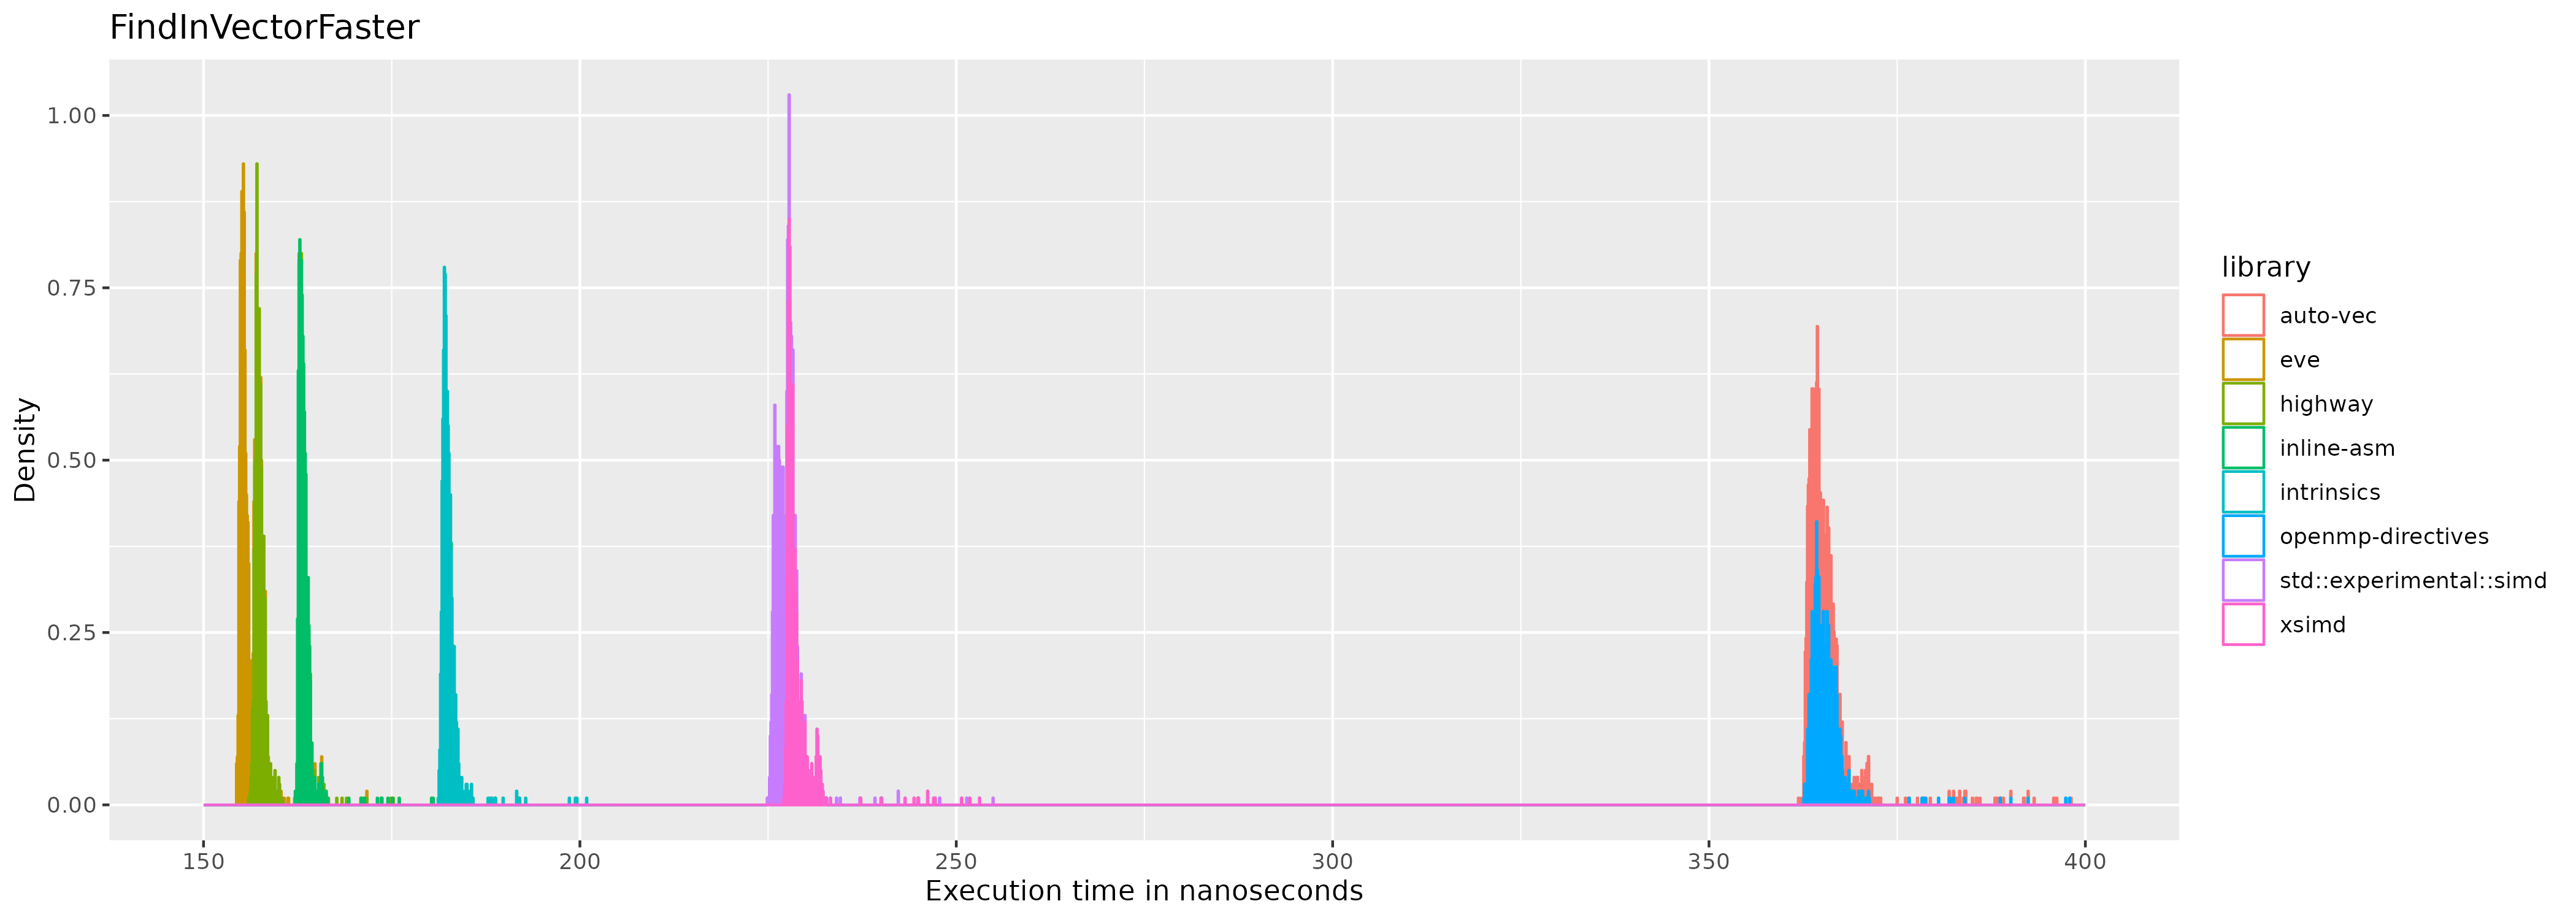 FindInVectorFaster
Density
1.00
0.75
0.50
0.25
0.00
150 200 250 300 350 400
Execution time in nanoseconds
library
auto-vec
eve
highway
inline-asm
intrinsics
openmp-directives
std::experimental::simd
xsimd